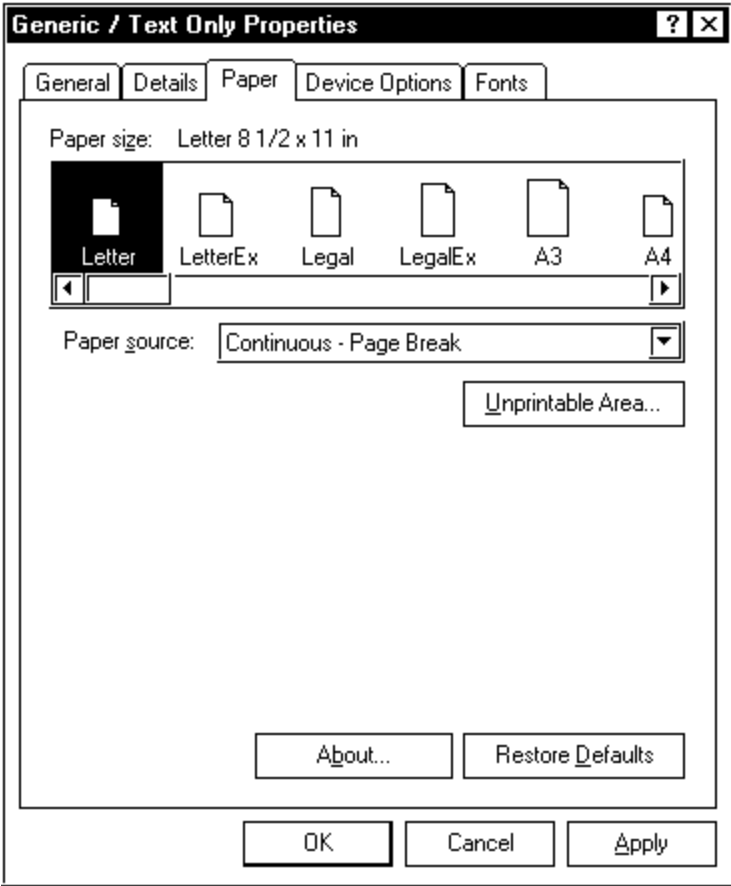 Generic / Text Only Properties
General Details Paper Device Options Fonts
Paper size: Letter 8 1/2 x 11 in
Letter LetterEx Legal LegalEx A3 A4
Paper source: Continuous - Page Break
Unprintable Area...
About... Restore Defaults
OK Cancel Apply